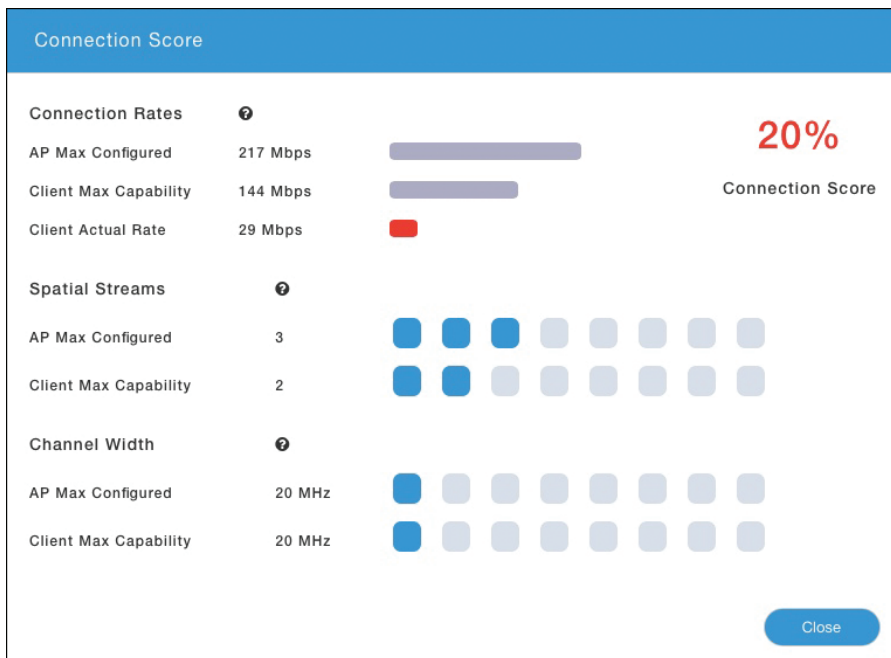 Connection Score
Connection Rates ?
AP Max Configured 217 Mbps
20%
Client Max Capability 144 Mbps
Connection Score
Client Actual Rate 29 Mbps
Spatial Streams ?
AP Max Configured 3
Client Max Capability 2
Channel Width ?
AP Max Configured 20 MHz
Client Max Capability 20 MHz
Close